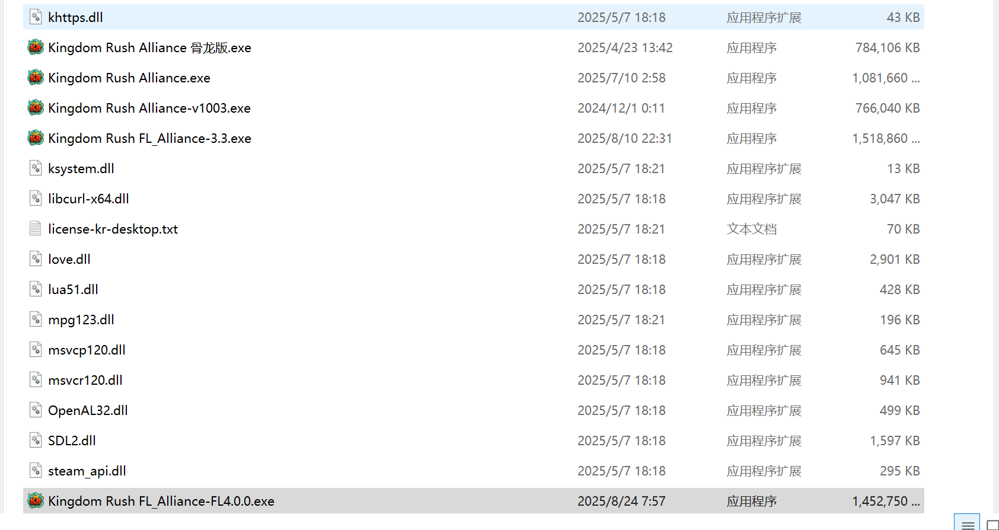 khttps.dll 2025/5/7 18:18 应用程序扩展 43 KB
Kingdom Rush Alliance 骨龙版.exe 2025/4/23 13:42 应用程序 784,106 KB
Kingdom Rush Alliance.exe 2025/7/10 2:58 应用程序 1,081,660 ...
Kingdom Rush Alliance-v1003.exe 2024/12/1 0:11 应用程序 766,040 KB
Kingdom Rush FL_Alliance-3.3.exe 2025/8/10 22:31 应用程序 1,518,860 ...
ksystem.dll 2025/5/7 18:21 应用程序扩展 13 KB
libcurl-x64.dll 2025/5/7 18:18 应用程序扩展 3,047 KB
license-kr-desktop.txt 2025/5/7 18:21 文本文档 70 KB
love.dll 2025/5/7 18:18 应用程序扩展 2,901 KB
lua51.dll 2025/5/7 18:18 应用程序扩展 428 KB
mpg123.dll 2025/5/7 18:21 应用程序扩展 196 KB
msvcp120.dll 2025/5/7 18:18 应用程序扩展 645 KB
msvcr120.dll 2025/5/7 18:18 应用程序扩展 941 KB
OpenAL32.dll 2025/5/7 18:18 应用程序扩展 499 KB
SDL2.dll 2025/5/7 18:18 应用程序扩展 1,597 KB
steam_api.dll 2025/5/7 18:18 应用程序扩展 295 KB
Kingdom Rush FL_Alliance-FL4.0.0.exe 2025/8/24 7:57 应用程序 1,452,750 ...